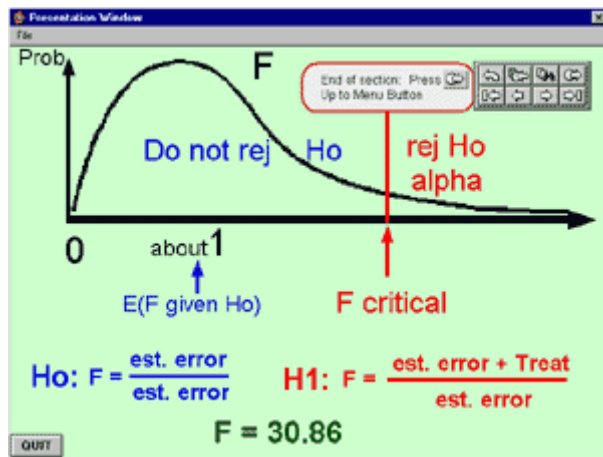 Presentation Window
File
Prob.
F
End of section: Press
Up to Menu Button
Do not rej Ho
rej Ho
alpha
0
about 1
E(F given Ho)
F critical
Ho: F = est. error
est. error
H1: F = est. error + Treat
est. error
F = 30.86
QUIT